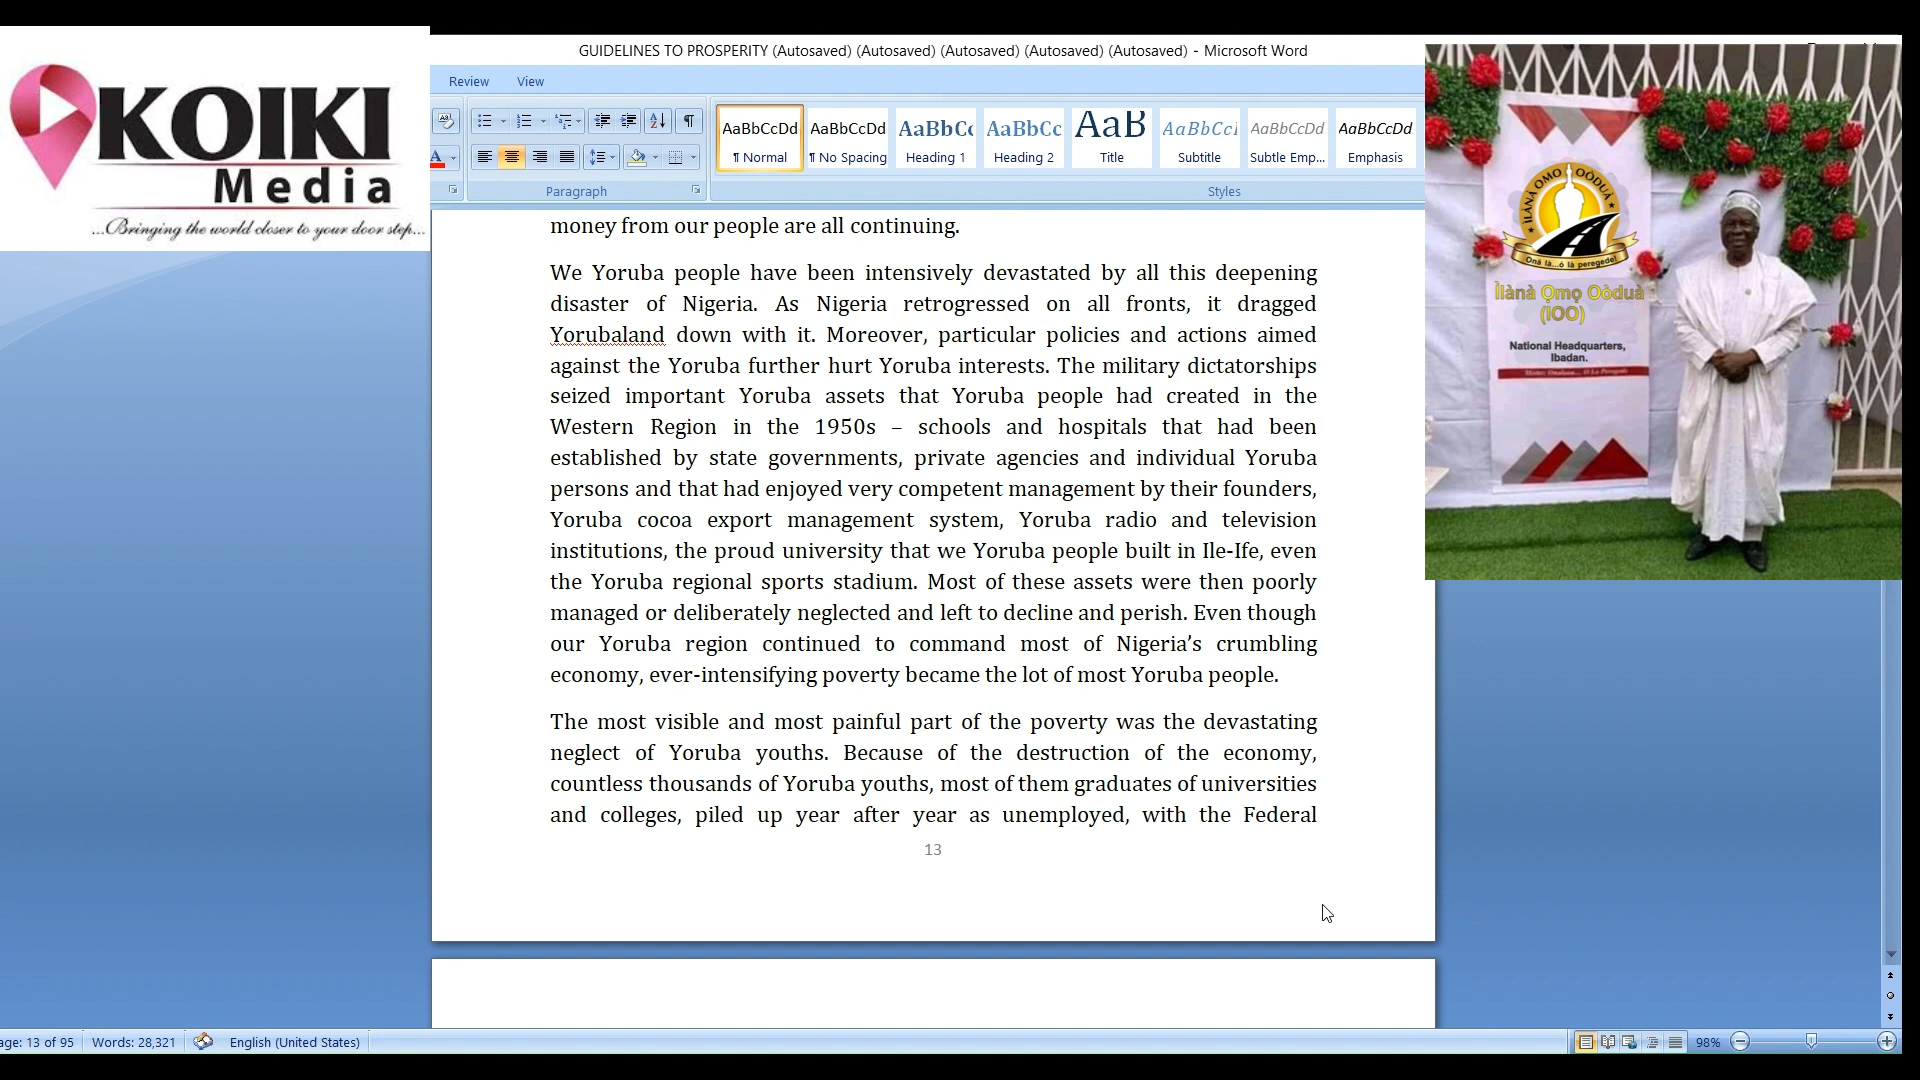 GUIDELINES TO PROSPERITY (Autosaved) (Autosaved) (Autosaved) (Autosaved) (Autosaved) - Microsoft Word
KOIKI
Media
...Bringing the world closer to your door step...
Review View
AaBbCcDd AaBbCcDd AaBbCc AaBbCc AaB AaBbCcI AaBbCcDd AaBbCcDd
¶ Normal ¶ No Spacing Heading 1 Heading 2 Title Subtitle Subtle Emp... Emphasis
Paragraph Styles
money from our people are all continuing.
We Yoruba people have been intensively devastated by all this deepening
disaster of Nigeria. As Nigeria retrogressed on all fronts, it dragged
Yorubaland down with it. Moreover, particular policies and actions aimed
against the Yoruba further hurt Yoruba interests. The military dictatorships
seized important Yoruba assets that Yoruba people had created in the
Western Region in the 1950s – schools and hospitals that had been
established by state governments, private agencies and individual Yoruba
persons and that had enjoyed very competent management by their founders,
Yoruba cocoa export management system, Yoruba radio and television
institutions, the proud university that we Yoruba people built in Ile-Ife, even
the Yoruba regional sports stadium. Most of these assets were then poorly
managed or deliberately neglected and left to decline and perish. Even though
our Yoruba region continued to command most of Nigeria’s crumbling
economy, ever-intensifying poverty became the lot of most Yoruba people.
The most visible and most painful part of the poverty was the devastating
neglect of Yoruba youths. Because of the destruction of the economy,
countless thousands of Yoruba youths, most of them graduates of universities
and colleges, piled up year after year as unemployed, with the Federal
13
ÌLÀNÀ OMO OÒDUÀ
Onà là...ó là peregedé!
Ìlànà Ọmọ Oòduà
(IOO)
National Headquarters,
Ibadan.
age: 13 of 95 Words: 28,321 English (United States) 98%